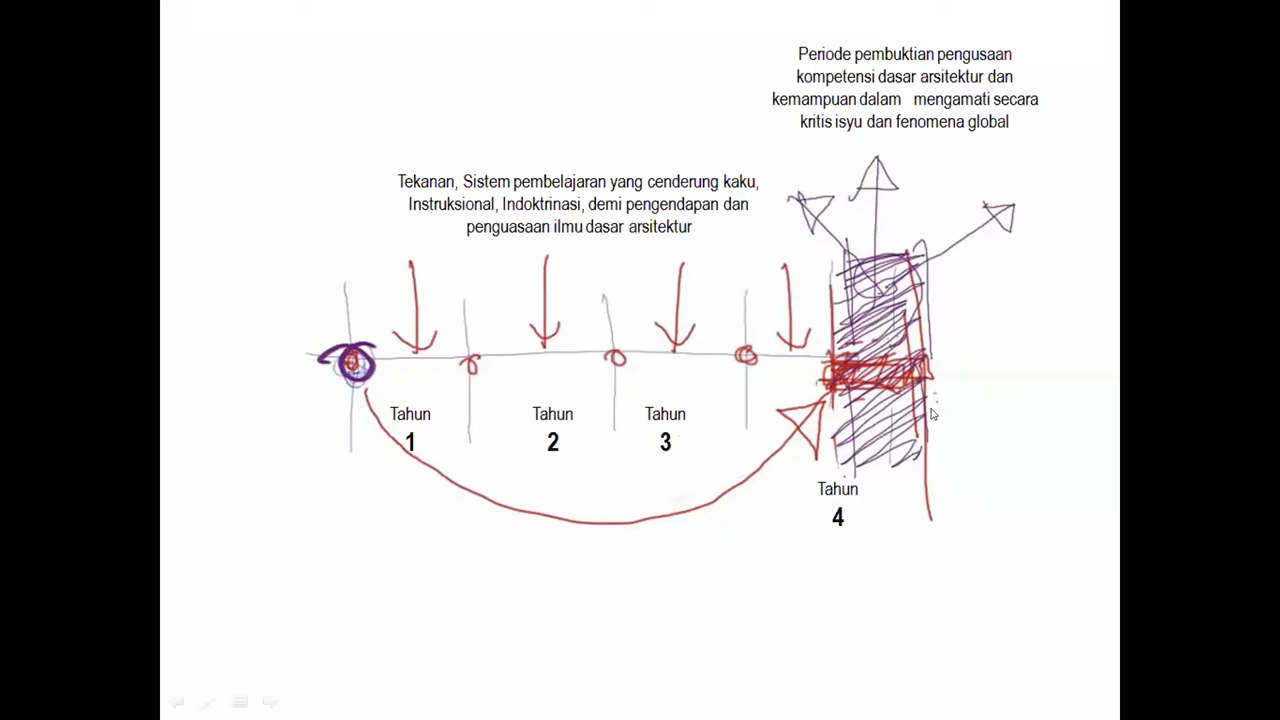 Periode pembuktian pengusaan
kompetensi dasar arsitektur dan
kemampuan dalam mengamati secara
kritis isyu dan fenomena global
Tekanan, Sistem pembelajaran yang cenderung kaku,
Instruksional, Indoktrinasi, demi pengendapan dan
penguasaan ilmu dasar arsitektur
Tahun
1
Tahun
2
Tahun
3
Tahun
4